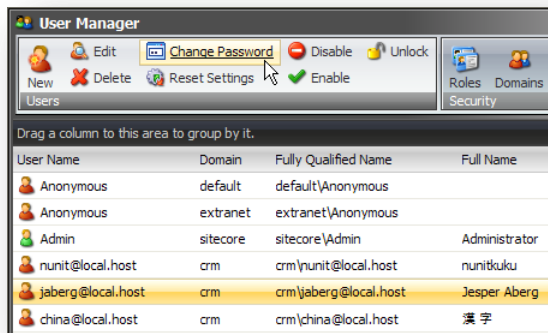 User Manager
New
Edit
Delete
Change Password
Reset Settings
Disable
Enable
Unlock
Users
Roles
Domains
Security
Drag a column to this area to group by it.
User Name Domain Fully Qualified Name Full Name
Anonymous default default\Anonymous
Anonymous extranet extranet\Anonymous
Admin sitecore sitecore\Admin Administrator
nunit@local.host crm crm\nunit@local.host nunitkuku
jaberg@local.host crm crm\jaberg@local.host Jesper Aberg
china@local.host crm crm\china@local.host 漢字